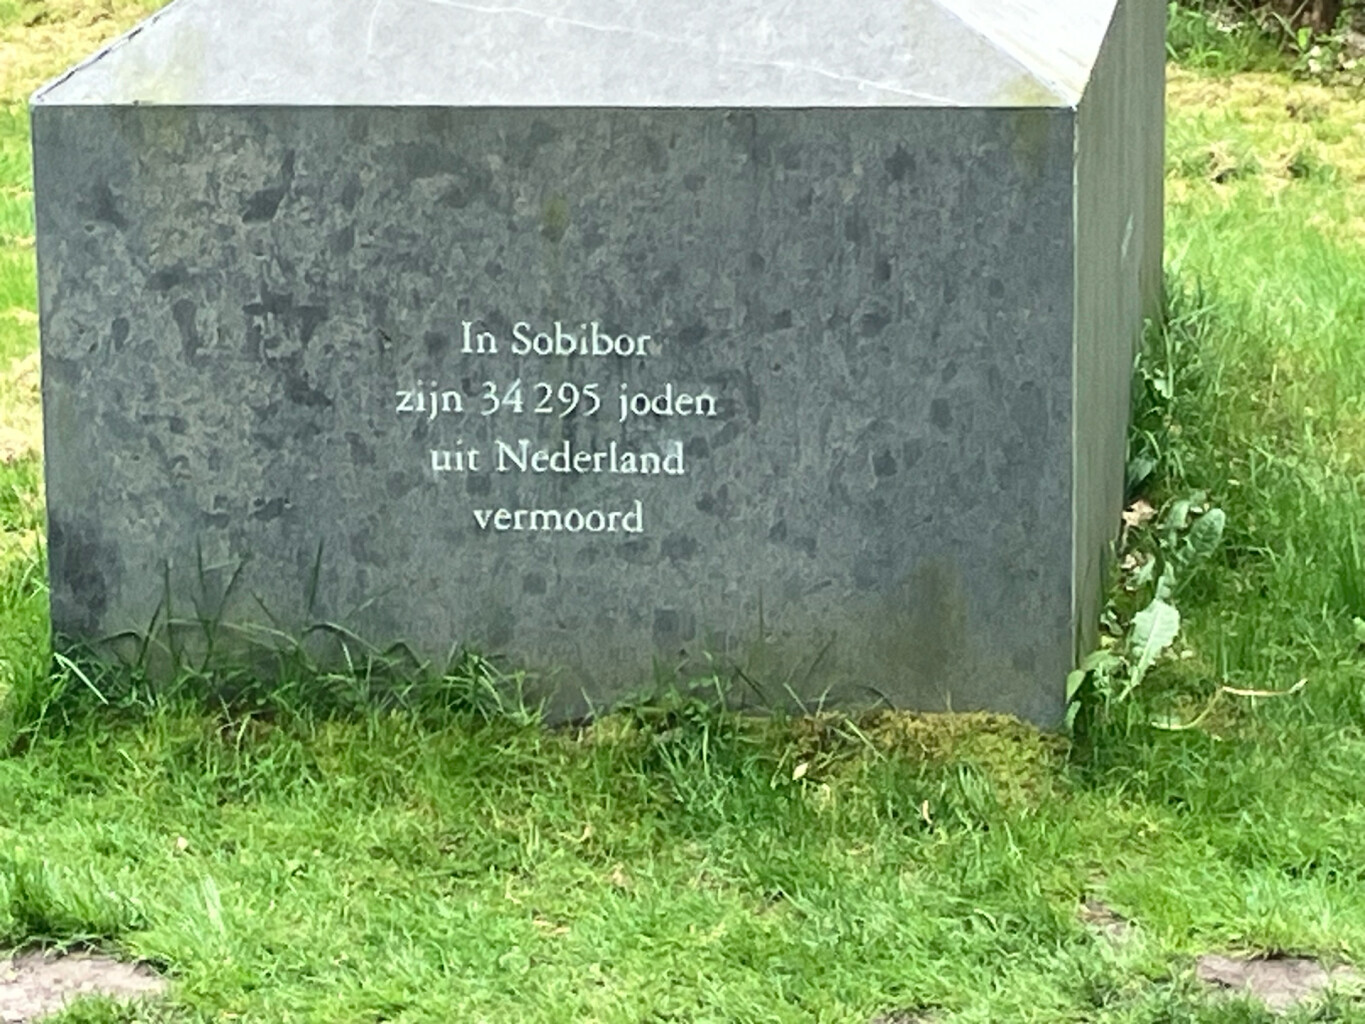 In Sobibor
zijn 34 295 joden
uit Nederland
vermoord